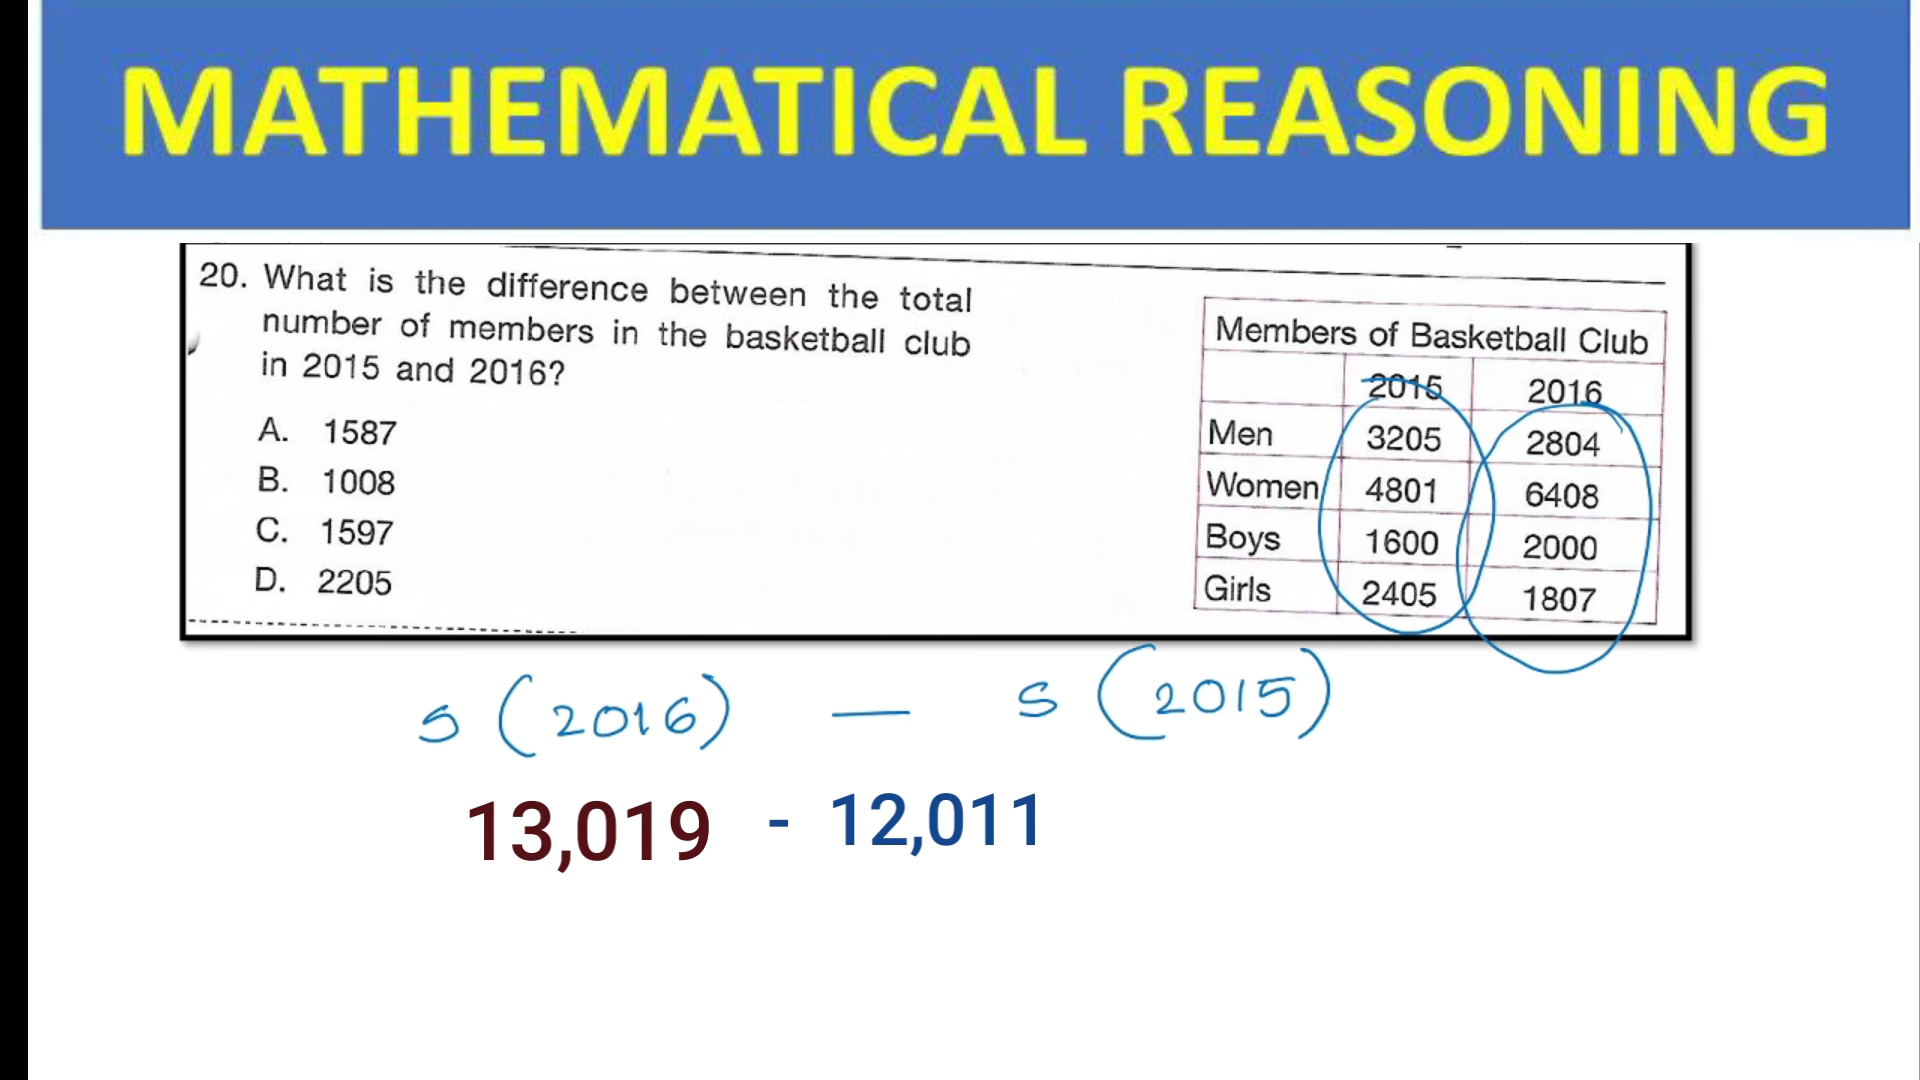 MATHEMATICAL REASONING
20. What is the difference between the total
number of members in the basketball club
in 2015 and 2016?
A. 1587
B. 1008
C. 1597
D. 2205
Members of Basketball Club
2015 2016
Men 3205 2804
Women 4801 6408
Boys 1600 2000
Girls 2405 1807
S (2016) — S (2015)
13,019 - 12,011